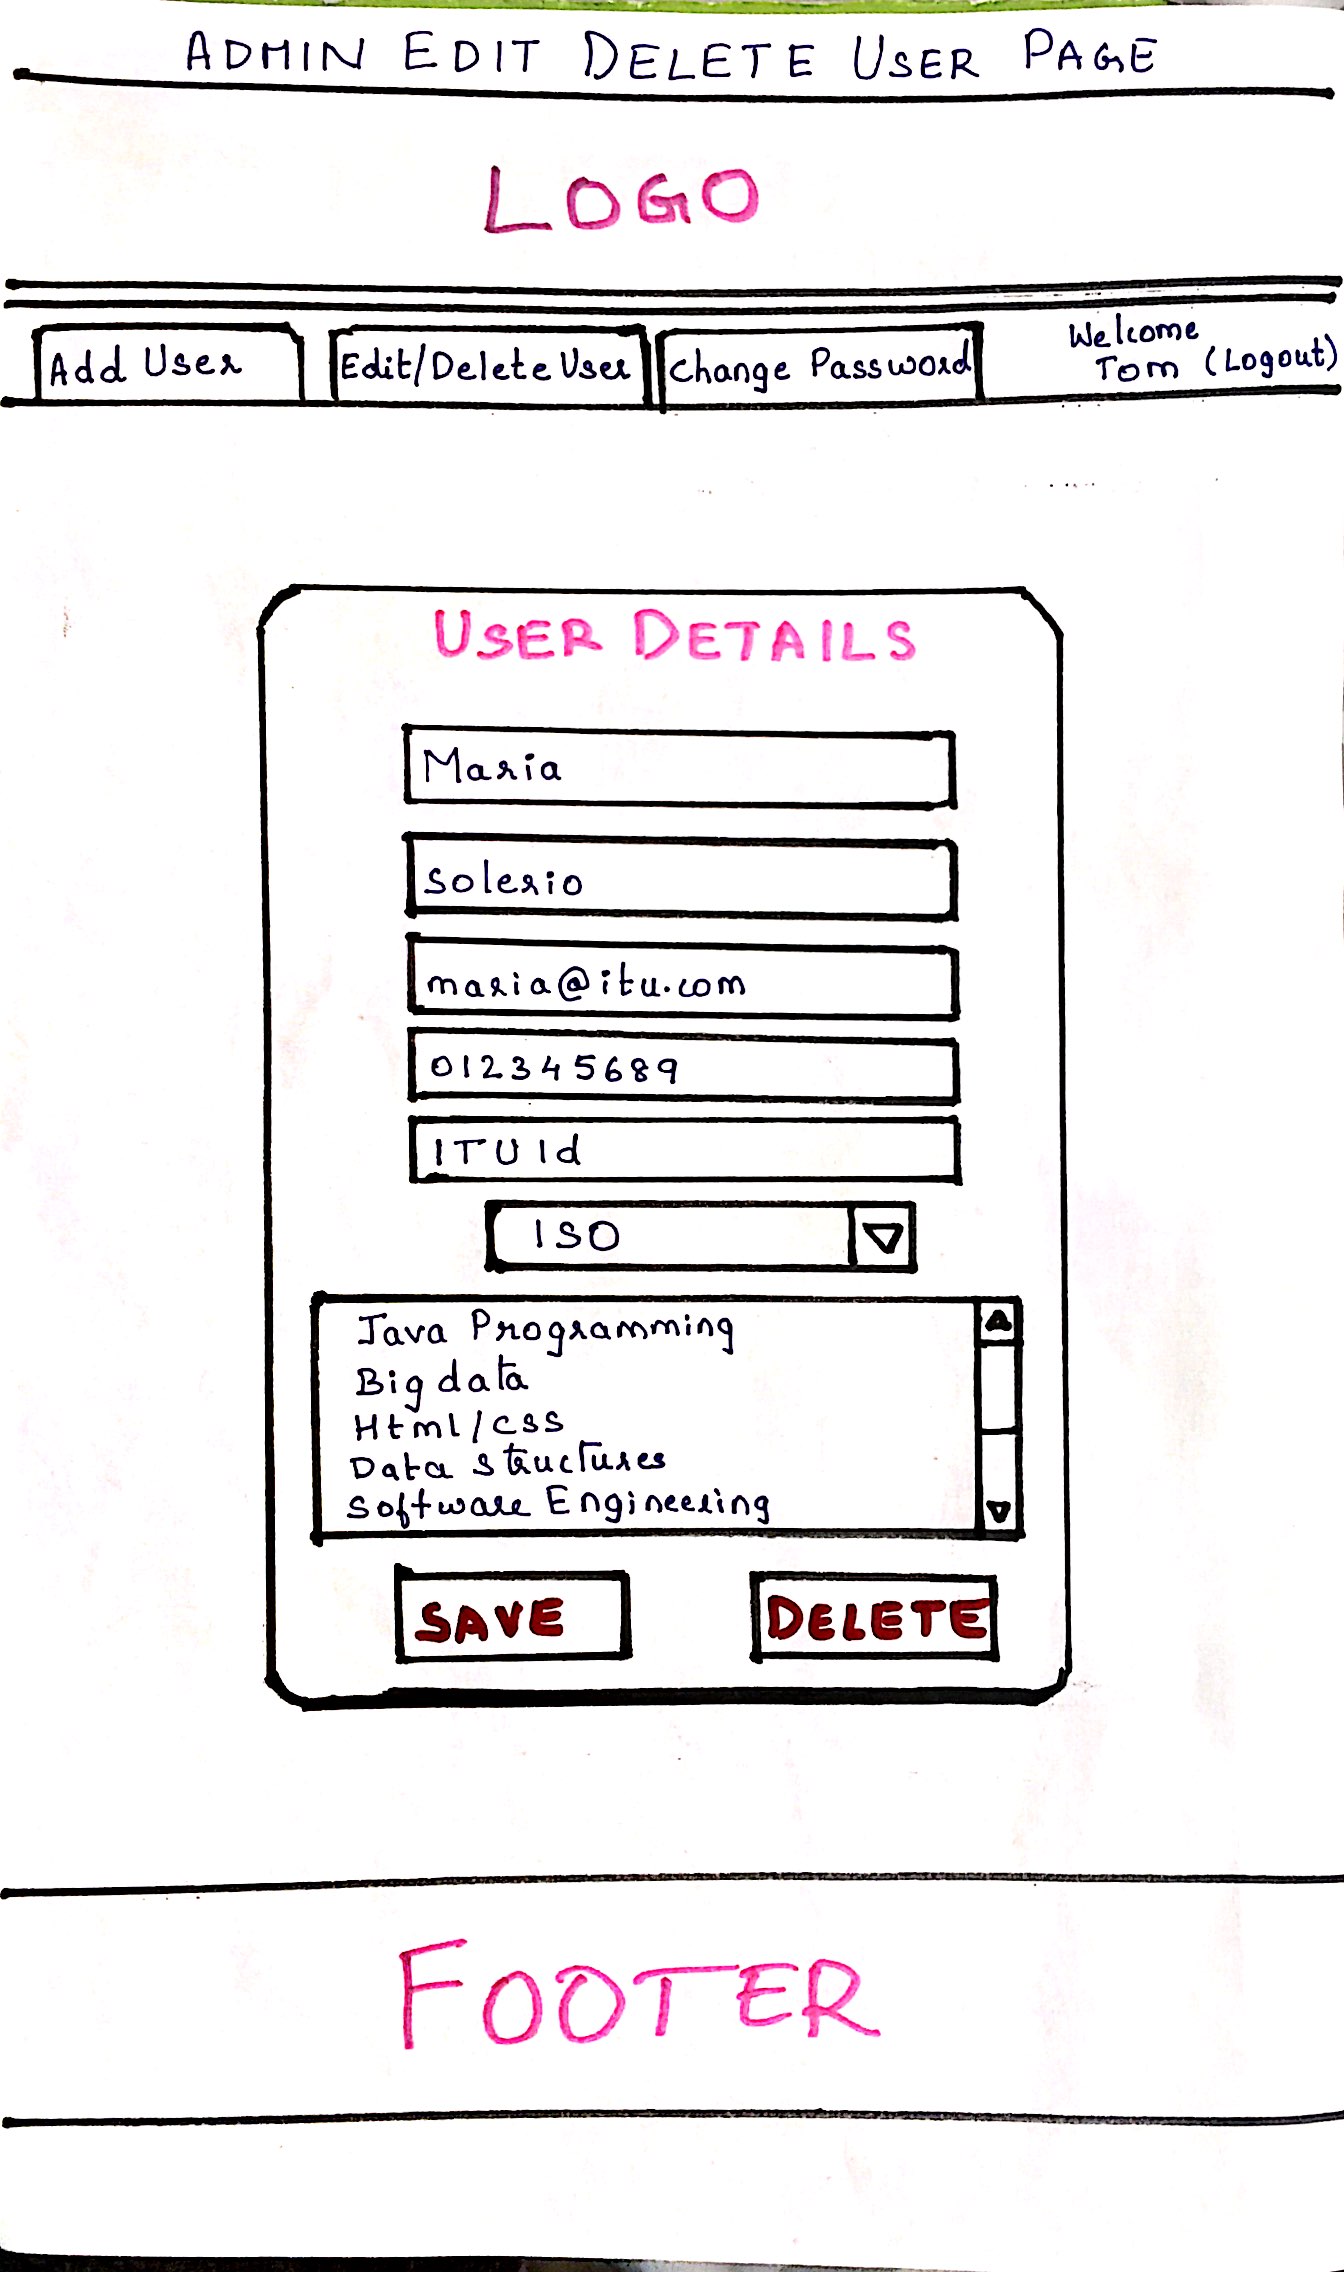 ADMIN EDIT DELETE USER PAGE
LOGO
Add User
Edit/Delete User
Change Password
Welcome
Tom (Logout)
USER DETAILS
Maria
Solerio
maria@itu.com
012345689
ITU Id
ISO
Java Programming
Big data
Html/css
Data structures
Software Engineering
SAVE
DELETE
FOOTER